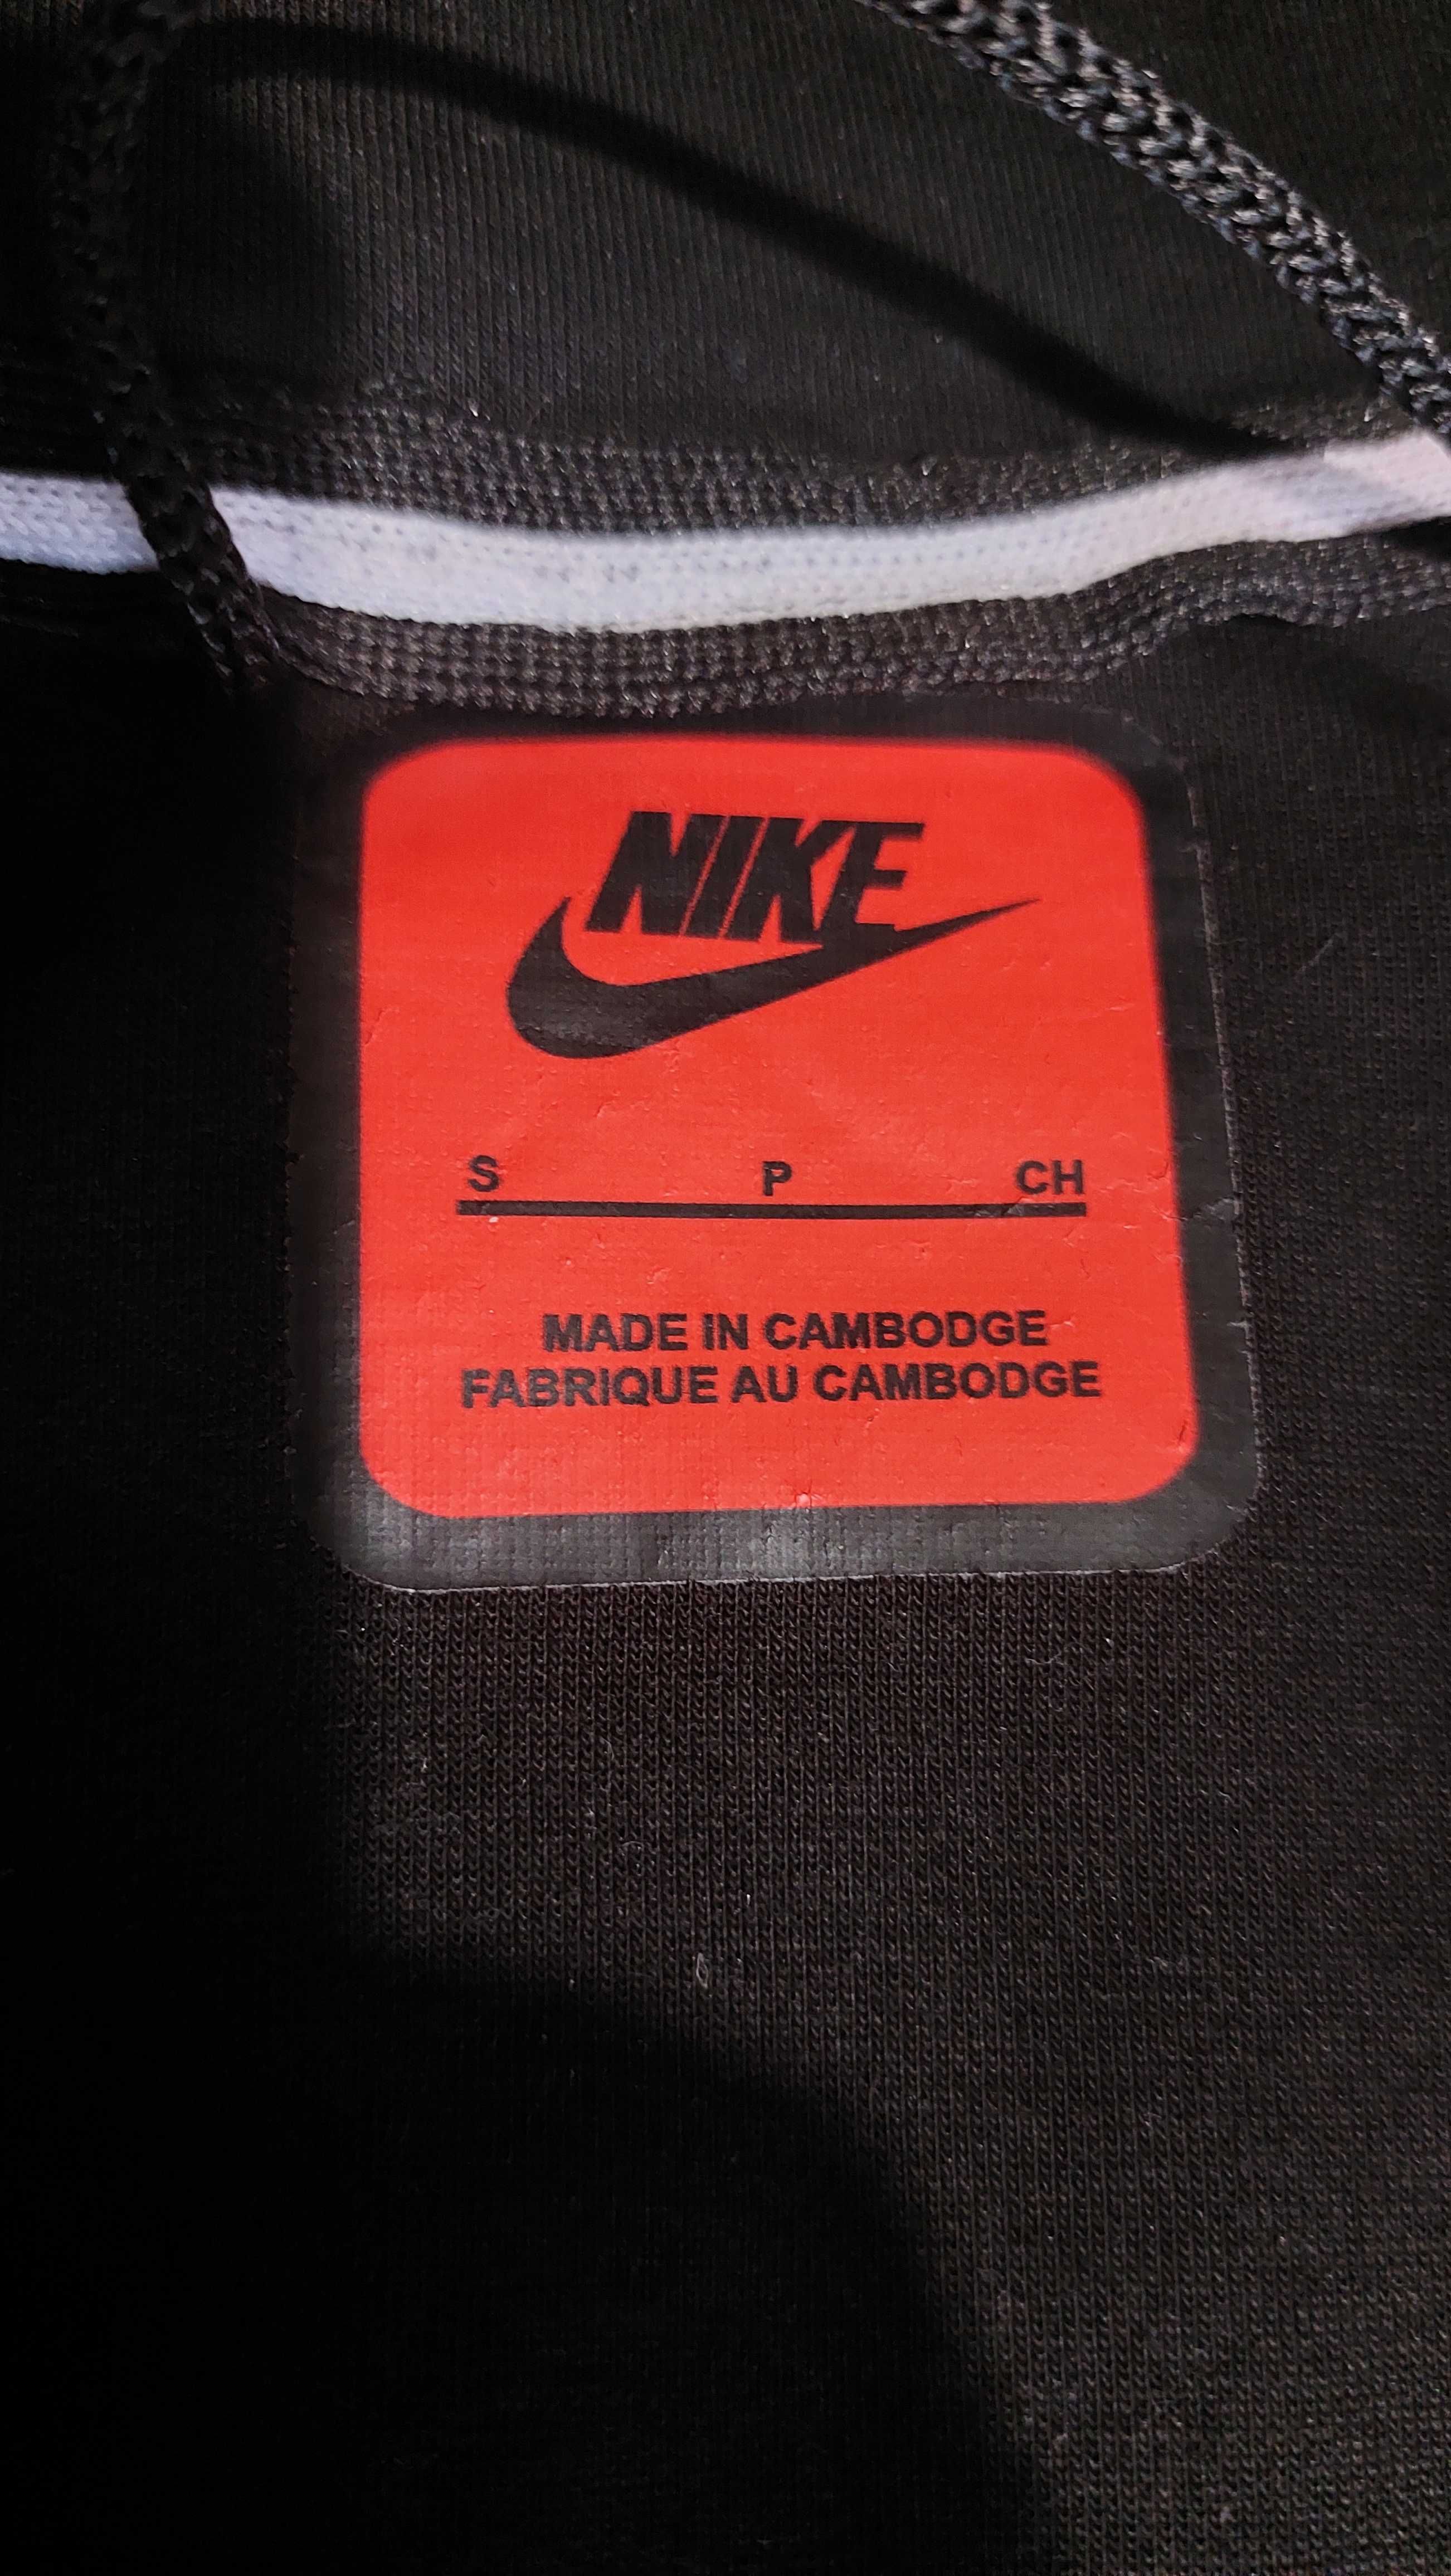 NIKE
S P CH
MADE IN CAMBODGE
FABRIQUE AU CAMBODGE